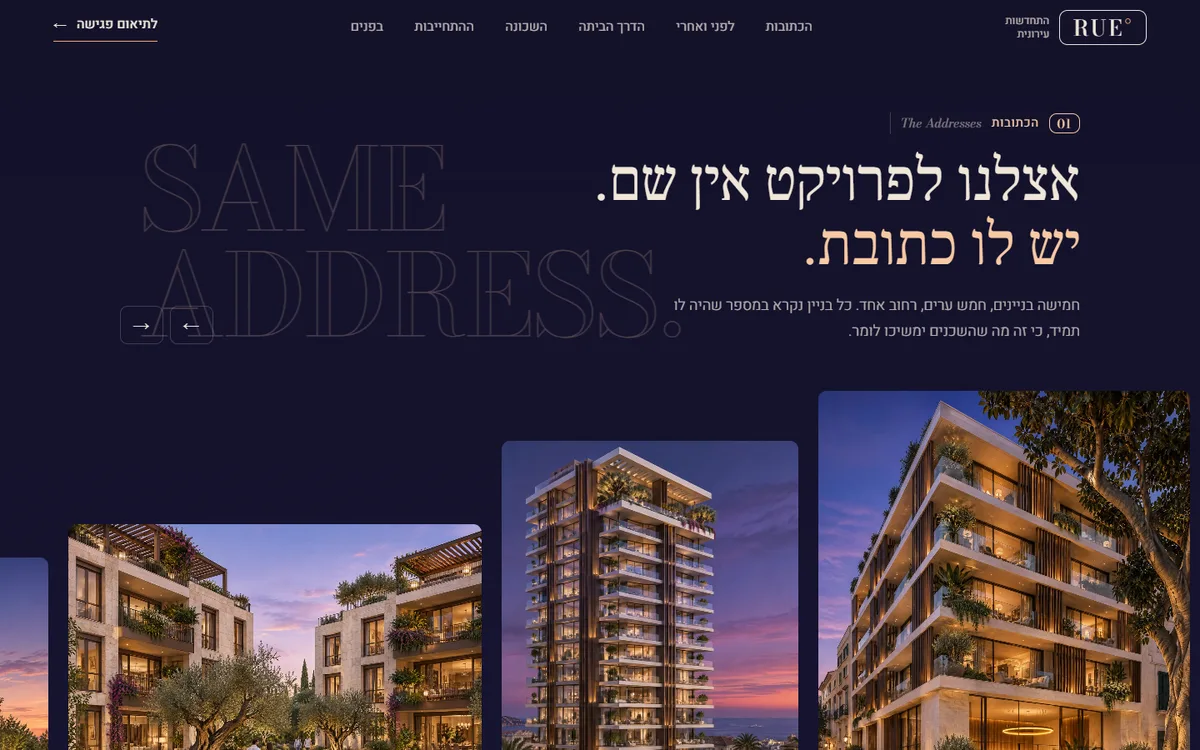 RUE°
התחדשות
עירונית
הכתובות
לפני ואחרי
הדרך הביתה
השכונה
ההתחייבות
בפנים
לתיאום פגישה ←
01 הכתובות The Addresses
אצלנו לפרויקט אין שם.
יש לו כתובת.
SAME
ADDRESS.
חמישה בניינים, חמש ערים, רחוב אחד. כל בניין נקרא במספר שהיה לו
תמיד, כי זה מה שהשכנים ימשיכו לומר.